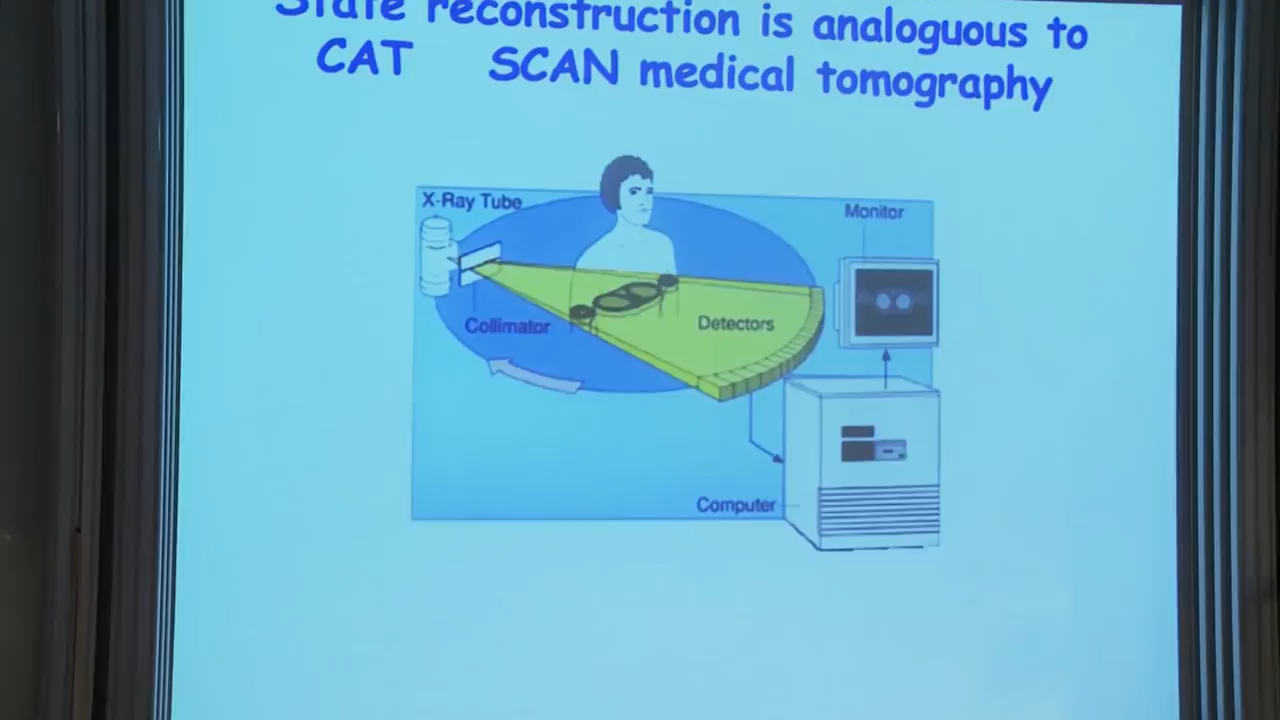 State reconstruction is analoguous to
CAT SCAN medical tomography
X-Ray Tube
Monitor
Collimator
Detectors
Computer